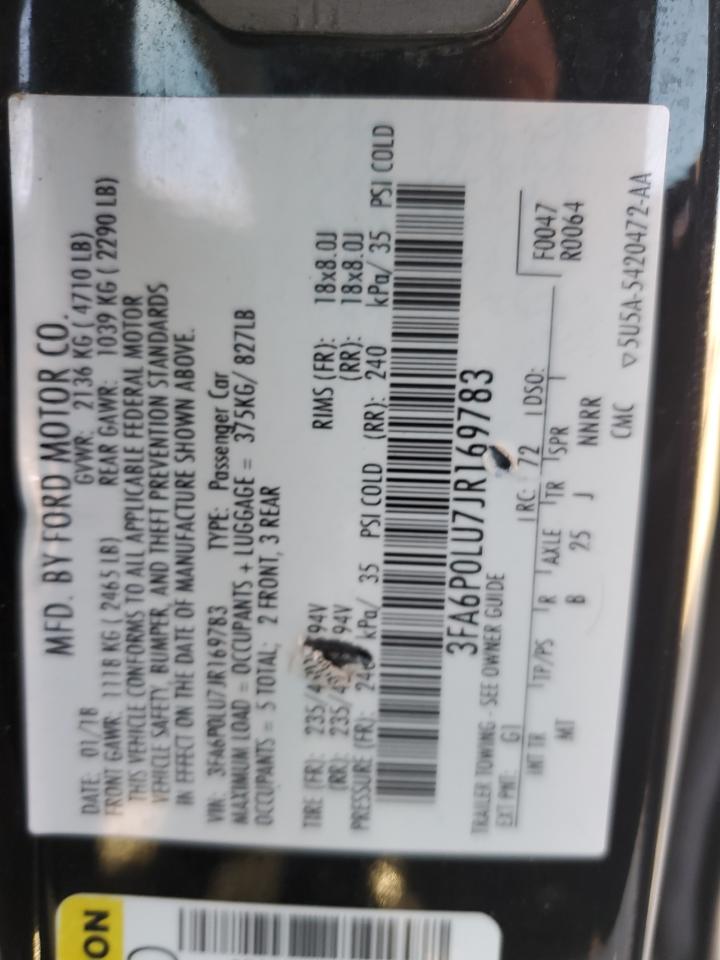 MFD. BY FORD MOTOR CO.
DATE: 01/18 GVWR: 2136 KG ( 4710 LB)
FRONT GAWR: 1118 KG ( 2465 LB) REAR GAWR: 1039 KG ( 2290 LB)
THIS VEHICLE CONFORMS TO ALL APPLICABLE FEDERAL MOTOR
VEHICLE SAFETY, BUMPER, AND THEFT PREVENTION STANDARDS
IN EFFECT ON THE DATE OF MANUFACTURE SHOWN ABOVE.
VIN: 3FA6P0LU7JR169783 TYPE: Passenger Car
MAXIMUM LOAD = OCCUPANTS + LUGGAGE = 375KG/ 827LB
OCCUPANTS = 5 TOTAL; 2 FRONT, 3 REAR
TIRE (FR): 235/4 94V RIMS (FR): 18x8.0J
(RR): 235/ 94V (RR): 18x8.0J
PRESSURE (FR): 240 kPa/ 35 PSI COLD (RR): 240 kPa/ 35 PSI COLD
3FA6P0LU7JR169783
TRAILER TOWING - SEE OWNER GUIDE
EXT PNT: G1 RC: 72 DSO: F0047
R0064
INT TR TP/PS R AXLE TR SPR
MT B 25 J NNRR
CMC ▽5U5A-5420472-AA
ON